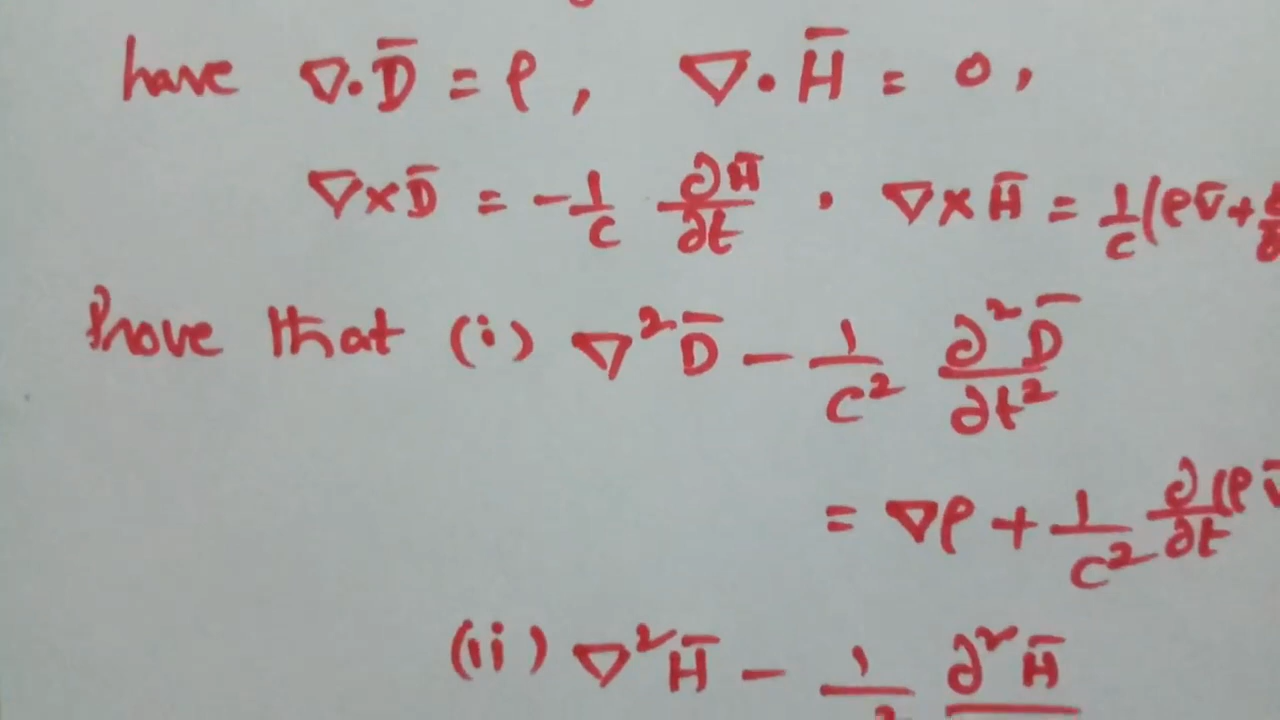 have ∇.D̄ = ρ, ∇.H̄ = 0,
∇×D̄ = -1/c ∂H̄/∂t . ∇×H̄ = 1/c(ρv̄+
Prove that (i) ∇²D̄ - 1/c² ∂²D̄/∂t²
= ∇ρ + 1/c² ∂/∂t(ρv̄
(ii) ∇²H̄ - 1/ ² ∂²H̄